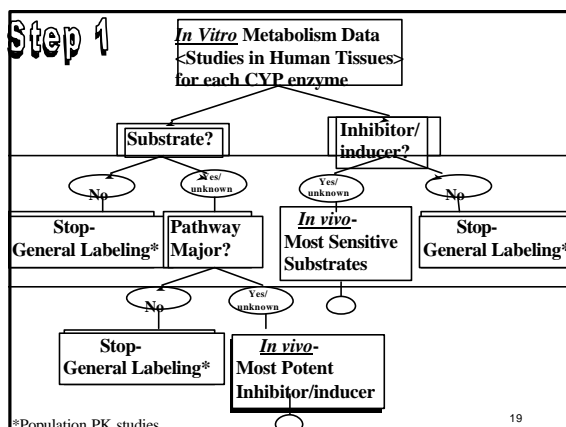 Step 1
In Vitro Metabolism Data
<Studies in Human Tissues>
for each CYP enzyme
Substrate?
Inhibitor/
inducer?
No
Yes/
unknown
Yes/
unknown
No
Stop-
General Labeling*
Pathway
Major?
In vivo-
Most Sensitive
Substrates
Stop-
General Labeling*
No
Yes/
unknown
Stop-
General Labeling*
In vivo-
Most Potent
Inhibitor/inducer
*Population PK studies
19